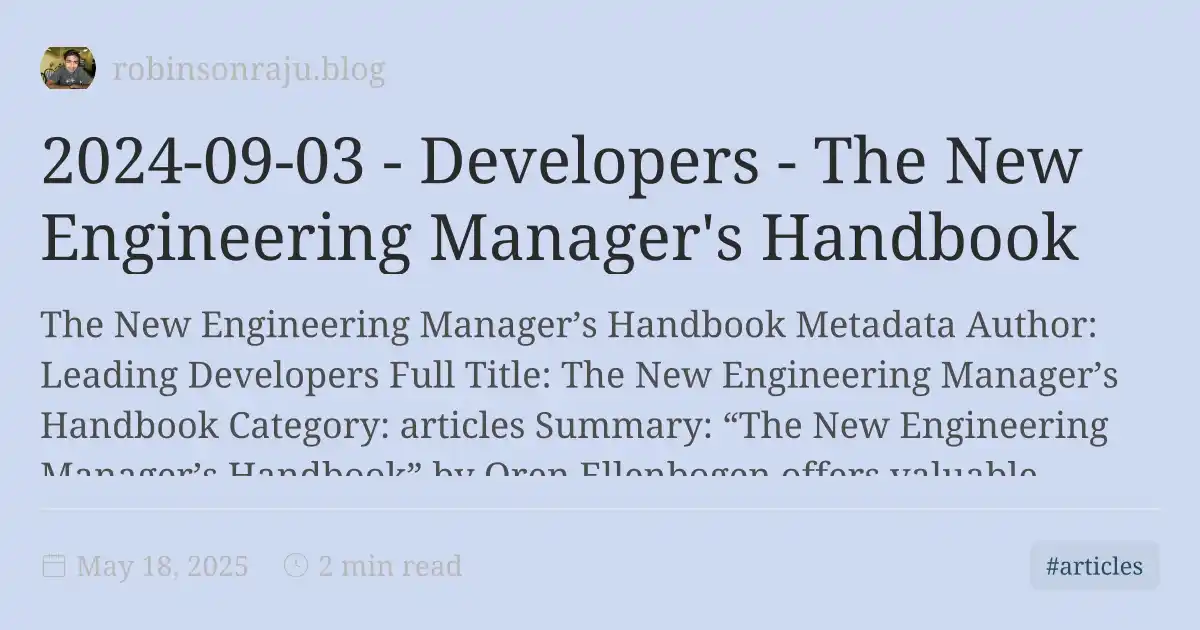 robinsonraju.blog
2024-09-03 - Developers - The New
Engineering Manager's Handbook
The New Engineering Manager’s Handbook Metadata Author:
Leading Developers Full Title: The New Engineering Manager’s
Handbook Category: articles Summary: “The New Engineering
Manager’s Handbook” by Oren Ellenbogen offers valuable
May 18, 2025
2 min read
#articles